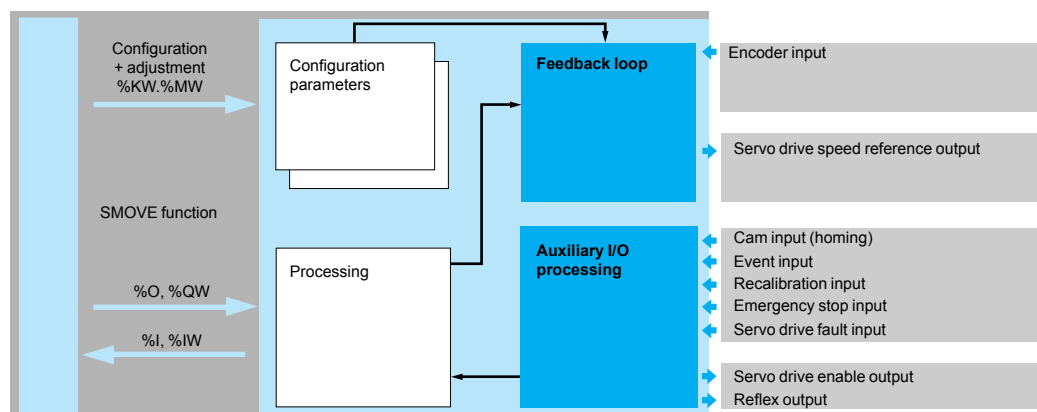 Configuration
+ adjustment
%KW.%MW
SMOVE function
%O, %QW
%I, %IW
Configuration
parameters
Processing
Feedback loop
Auxiliary I/O
processing
Encoder input
Servo drive speed reference output
Cam input (homing)
Event input
Recalibration input
Emergency stop input
Servo drive fault input
Servo drive enable output
Reflex output